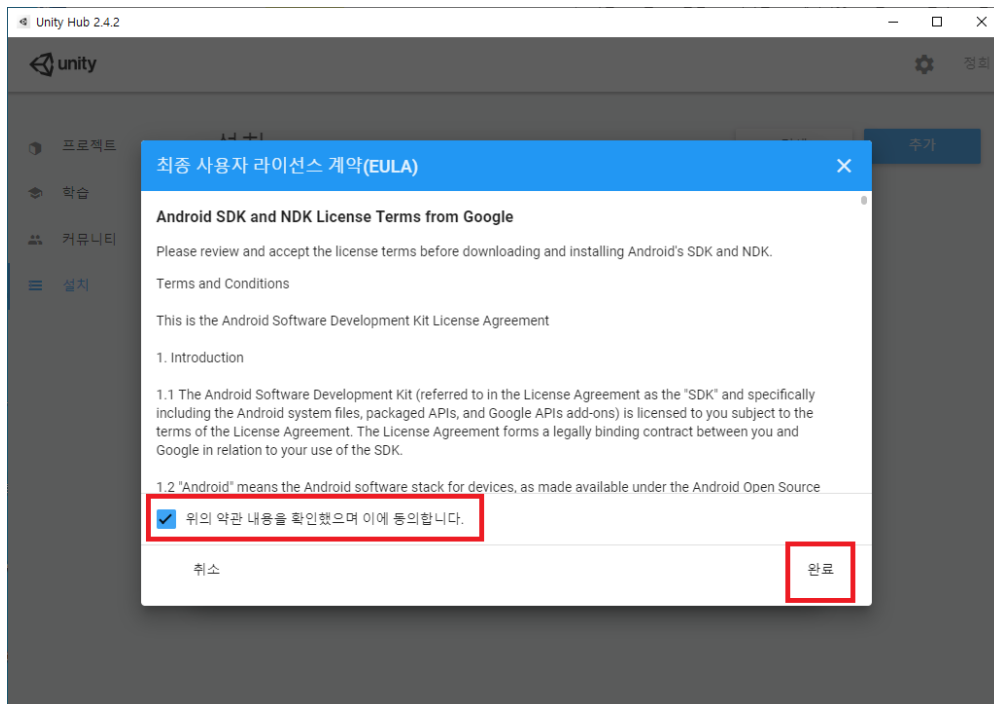 Unity Hub 2.4.2
unity
정회
프로젝트
학습
커뮤니티
설치
추가
최종 사용자 라이선스 계약(EULA)
Android SDK and NDK License Terms from Google
Please review and accept the license terms before downloading and installing Android's SDK and NDK.
Terms and Conditions
This is the Android Software Development Kit License Agreement
1. Introduction
1.1 The Android Software Development Kit (referred to in the License Agreement as the "SDK" and specifically
including the Android system files, packaged APIs, and Google APIs add-ons) is licensed to you subject to the
terms of the License Agreement. The License Agreement forms a legally binding contract between you and
Google in relation to your use of the SDK.
1.2 "Android" means the Android software stack for devices, as made available under the Android Open Source
위의 약관 내용을 확인했으며 이에 동의합니다.
취소
완료